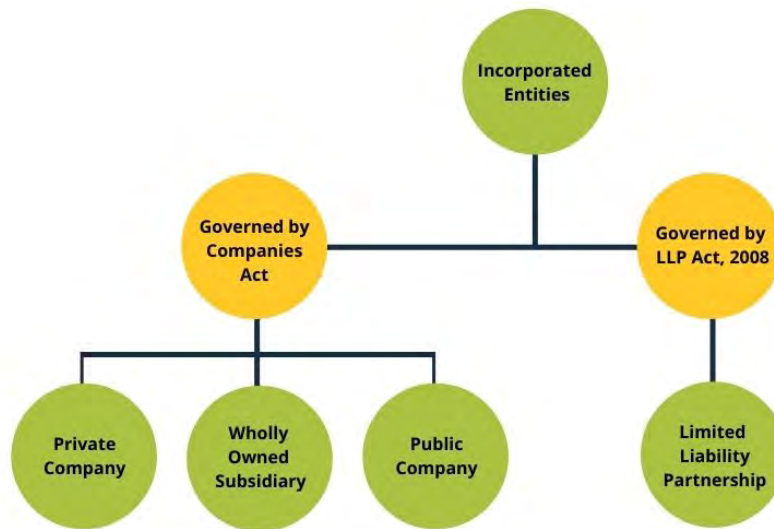 Incorporated
Entities
Governed by
Companies
Act
Governed by
LLP Act, 2008
Private
Company
Wholly
Owned
Subsidiary
Public
Company
Limited
Liability
Partnership